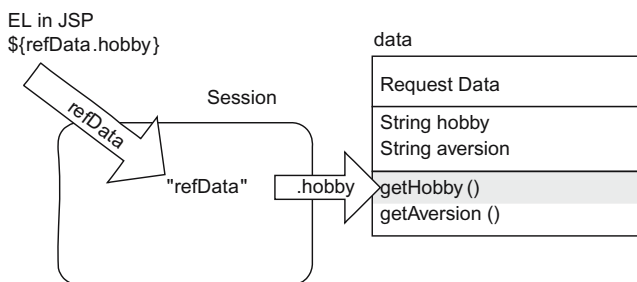 EL in JSP
${refData.hobby}
refData
Session
"refData"
.hobby
data
Request Data
String hobby
String aversion
getHobby ()
getAversion ()